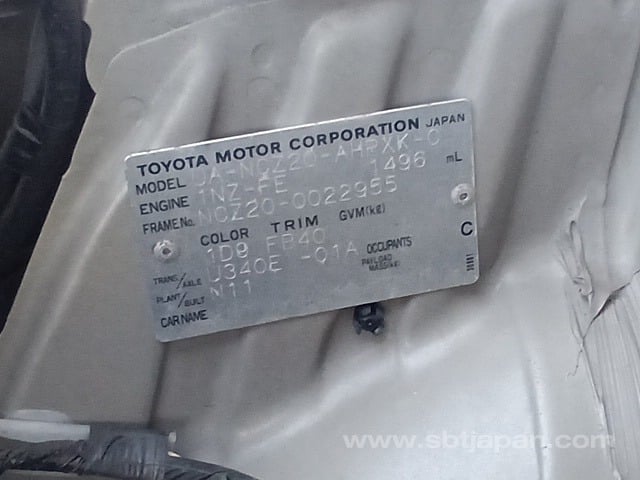 TOYOTA MOTOR CORPORATION JAPAN
MODEL UA-NCZ20-AHPXK-C
ENGINE 1NZ-FE 1496 mL
FRAME No. NCZ20-0022955
COLOR TRIM GVM(kg)
1D9 FB40
TRANS./AXLE U340E -01A OCCUPANTS
PAYLOAD MASS(kg)
PLANT/BUILT N11
CAR NAME
C
www.sbtjapan.com